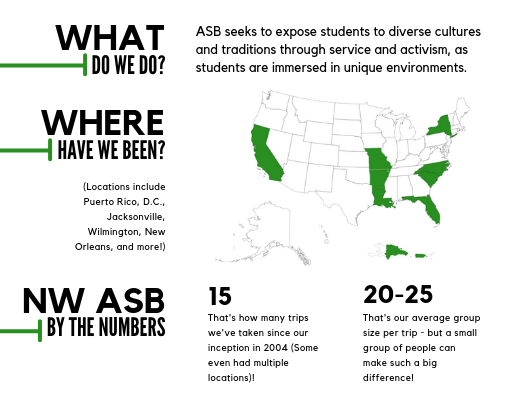 WHAT
DO WE DO?
ASB seeks to expose students to diverse cultures
and traditions through service and activism, as
students are immersed in unique environments.
WHERE
HAVE WE BEEN?
(Locations include
Puerto Rico, D.C.,
Jacksonville,
Wilmington, New
Orleans, and more!)
NW ASB
BY THE NUMBERS
15
That's how many trips
we've taken since our
inception in 2004 (Some
even had multiple
locations)!
20-25
That's our average group
size per trip - but a small
group of people can
make such a big
difference!